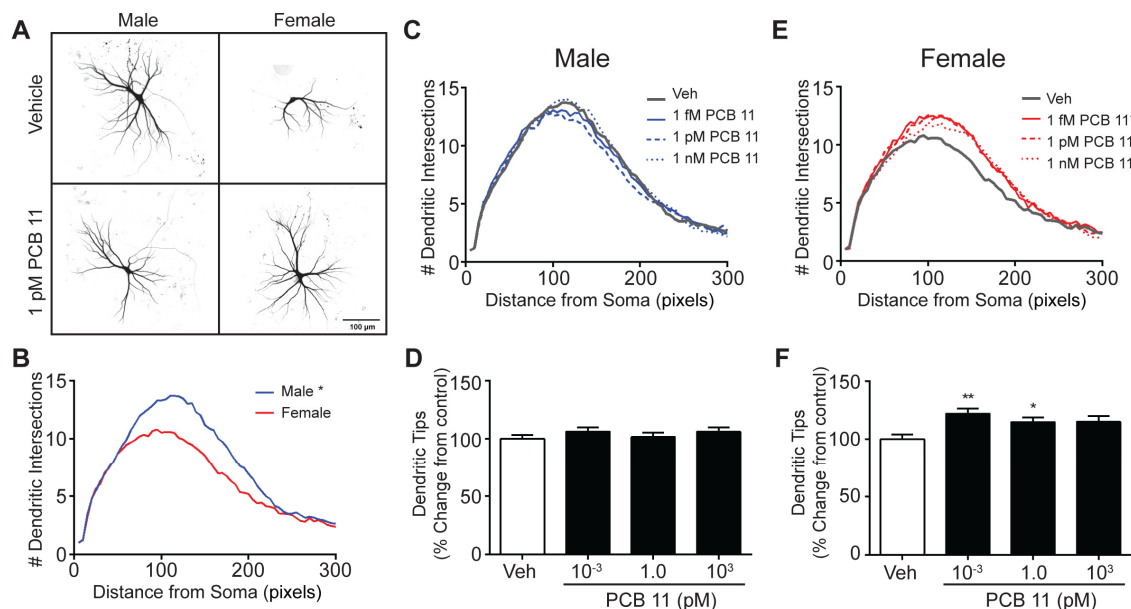 A
Male
Female
Vehicle
1 pM PCB 11
100 µm
B
# Dendritic Intersections
15
10
5
0
0
100
200
300
Distance from Soma (pixels)
Male *
Female
C
Male
# Dendritic Intersections
15
10
5
0
0
100
200
300
Distance from Soma (pixels)
Veh
1 fM PCB 11
1 pM PCB 11
1 nM PCB 11
D
Dendritic Tips
(% Change from control)
150
100
50
0
Veh
10⁻³
1.0
10³
PCB 11 (pM)
E
Female
# Dendritic Intersections
15
10
5
0
0
100
200
300
Distance from Soma (pixels)
Veh
1 fM PCB 11*
1 pM PCB 11
1 nM PCB 11
F
Dendritic Tips
(% Change from control)
150
100
50
0
**
*
Veh
10⁻³
1.0
10³
PCB 11 (pM)